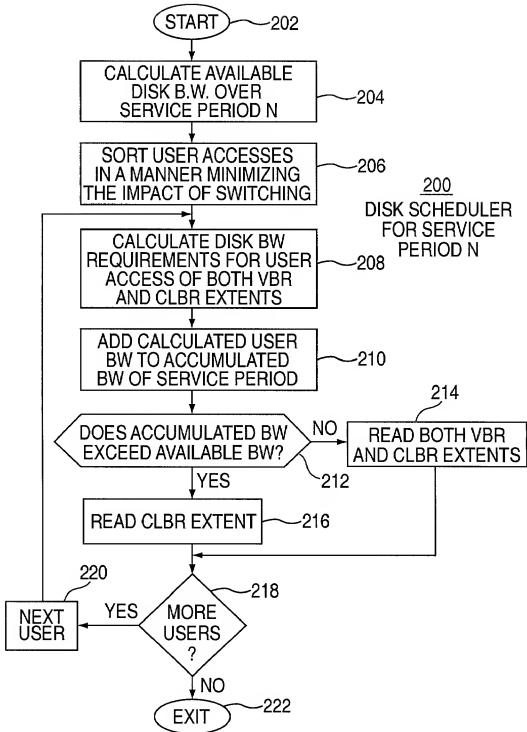 START
202
CALCULATE AVAILABLE
DISK B.W. OVER
SERVICE PERIOD N
204
SORT USER ACCESSES
IN A MANNER MINIMIZING
THE IMPACT OF SWITCHING
206
200
DISK SCHEDULER
FOR SERVICE
PERIOD N
CALCULATE DISK BW
REQUIREMENTS FOR USER
ACCESS OF BOTH VBR
AND CLBR EXTENTS
208
ADD CALCULATED USER
BW TO ACCUMULATED
BW OF SERVICE PERIOD
210
DOES ACCUMULATED BW
EXCEED AVAILABLE BW?
212
NO
214
READ BOTH VBR
AND CLBR EXTENTS
YES
READ CLBR EXTENT
216
218
MORE
USERS
?
YES
220
NEXT
USER
NO
EXIT
222